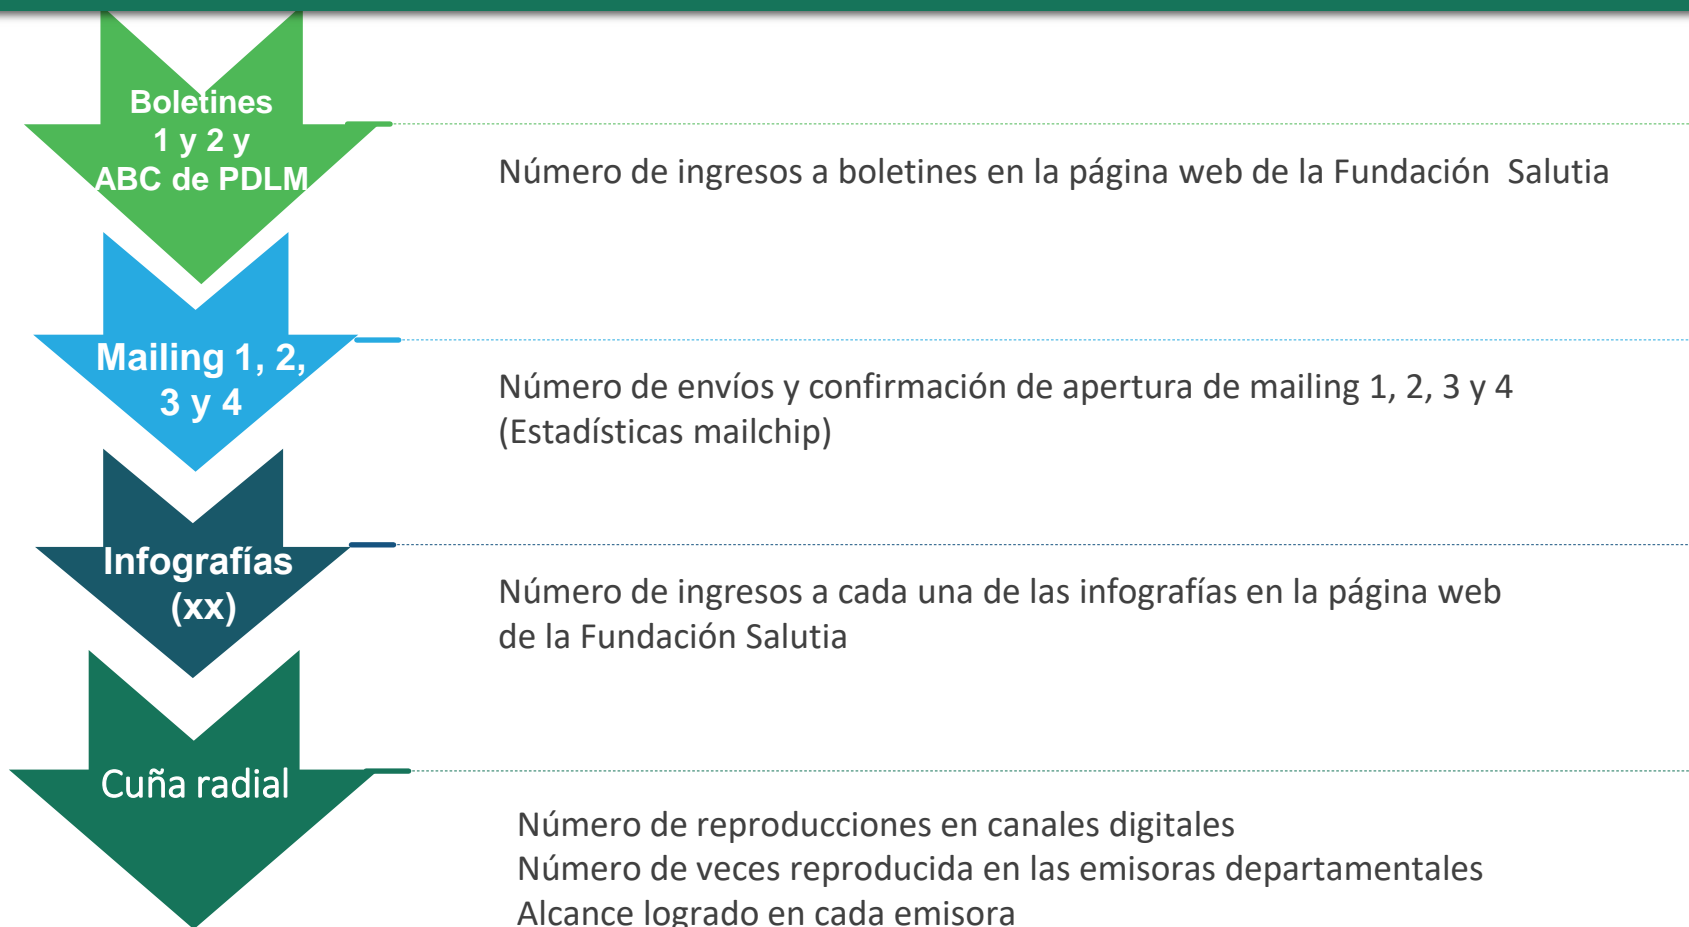 Boletines
1 y 2 y
ABC de PDLM
Número de ingresos a boletines en la página web de la Fundación Salutia
Mailing 1, 2,
3 y 4
Número de envíos y confirmación de apertura de mailing 1, 2, 3 y 4
(Estadísticas mailchip)
Infografías
(xx)
Número de ingresos a cada una de las infografías en la página web
de la Fundación Salutia
Cuña radial
Número de reproducciones en canales digitales
Número de veces reproducida en las emisoras departamentales
Alcance logrado en cada emisora